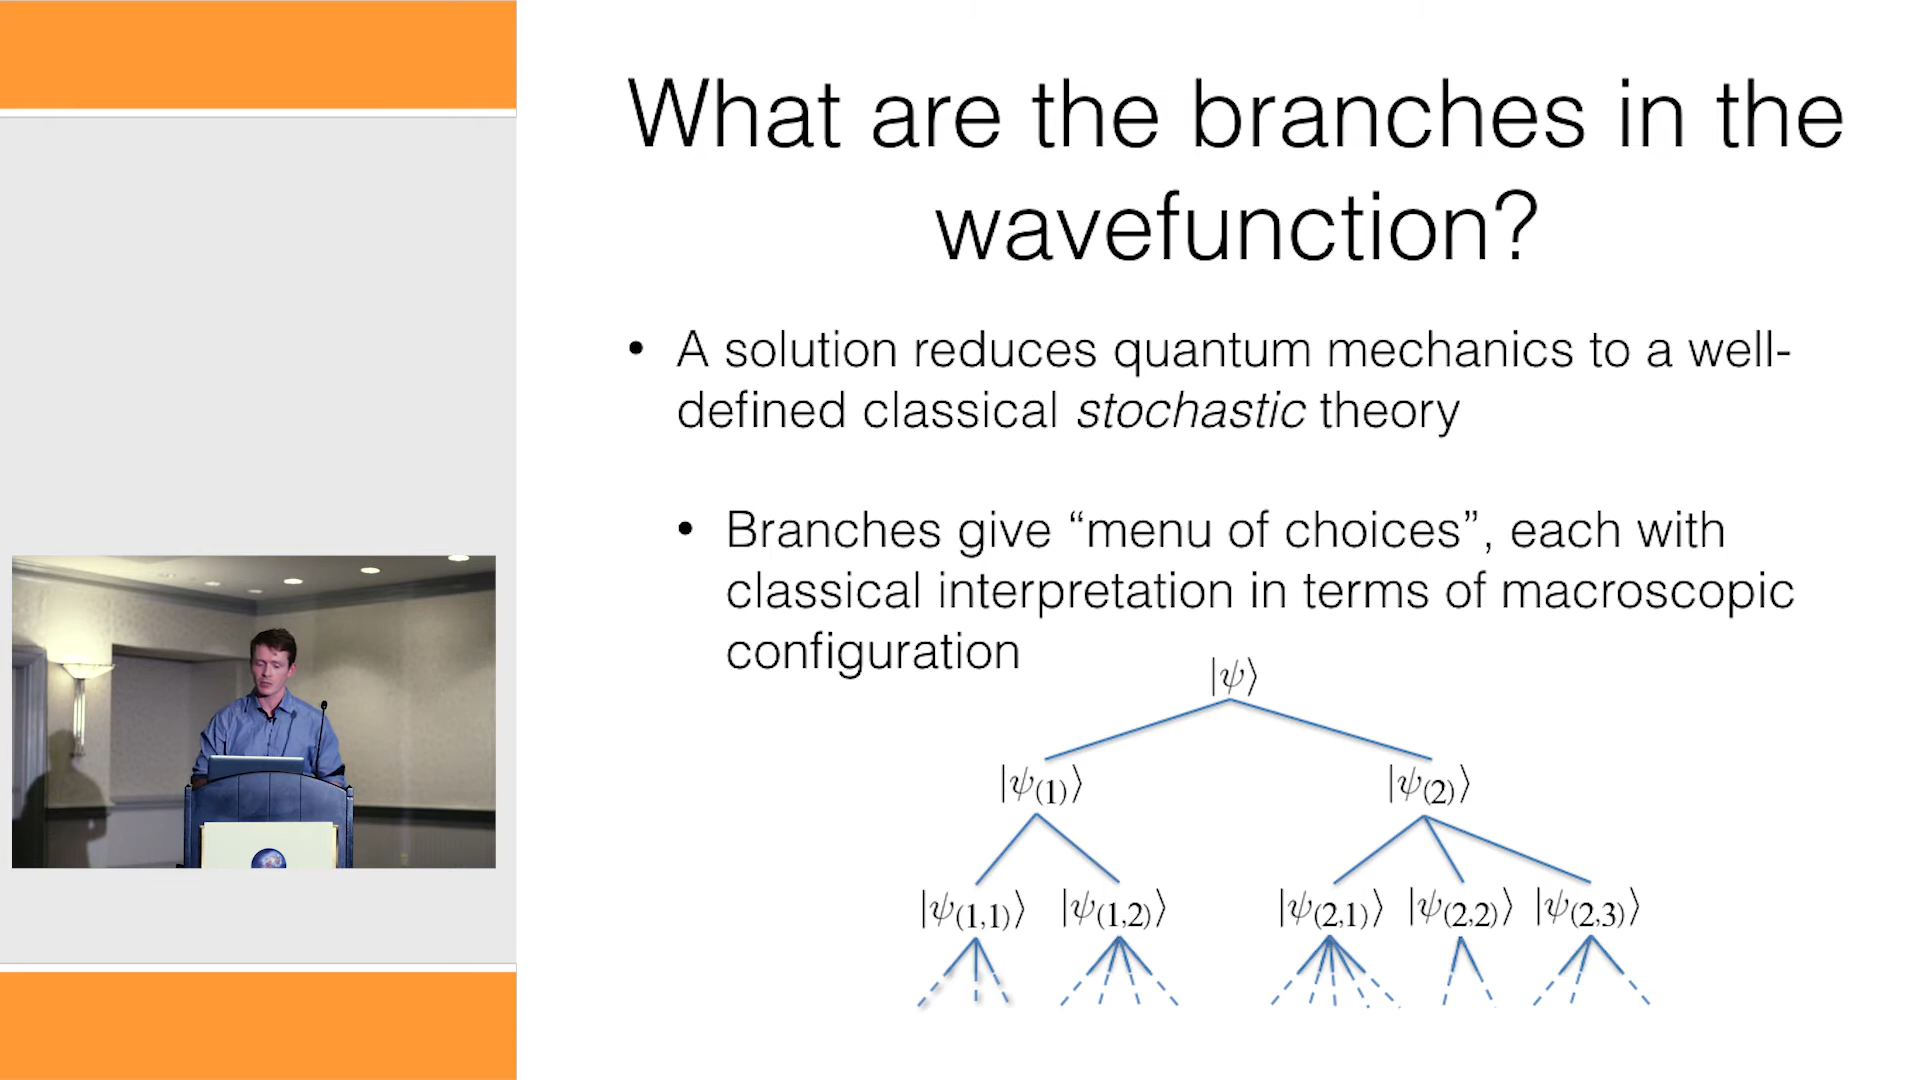 What are the branches in the
wavefunction?
• A solution reduces quantum mechanics to a well-
defined classical stochastic theory
• Branches give “menu of choices”, each with
classical interpretation in terms of macroscopic
configuration
|ψ⟩
|ψ(1)⟩ |ψ(2)⟩
|ψ(1,1)⟩ |ψ(1,2)⟩ |ψ(2,1)⟩ |ψ(2,2)⟩ |ψ(2,3)⟩